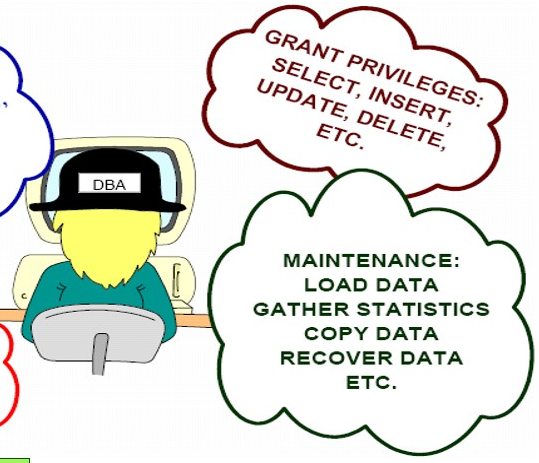 GRANT PRIVILEGES:
SELECT, INSERT,
UPDATE, DELETE,
ETC.
DBA
MAINTENANCE:
LOAD DATA
GATHER STATISTICS
COPY DATA
RECOVER DATA
ETC.